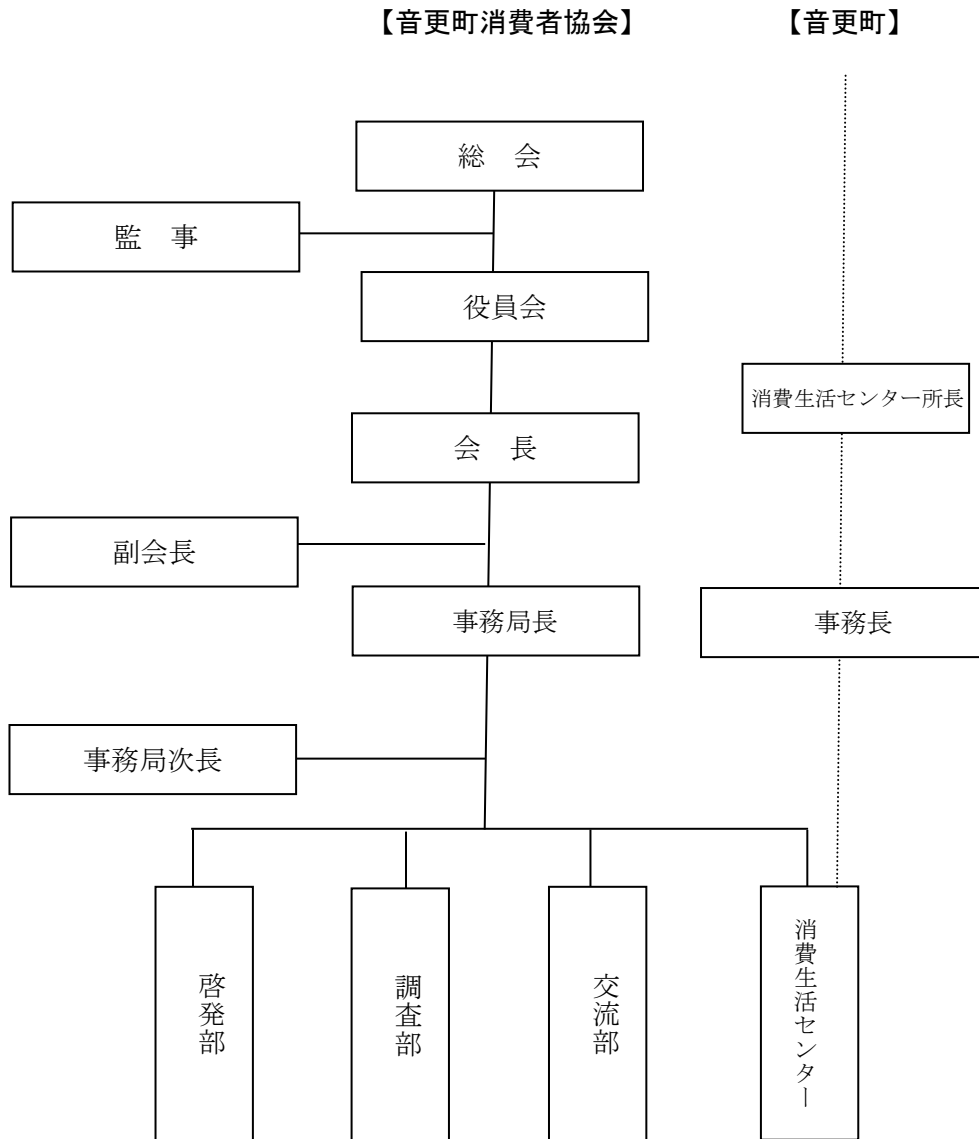 【音更町消費者協会】
【音更町】
総　会
監　事
役員会
消費生活センター所長
会　長
副会長
事務局長
事務長
事務局次長
啓発部
調査部
交流部
消費生活センター